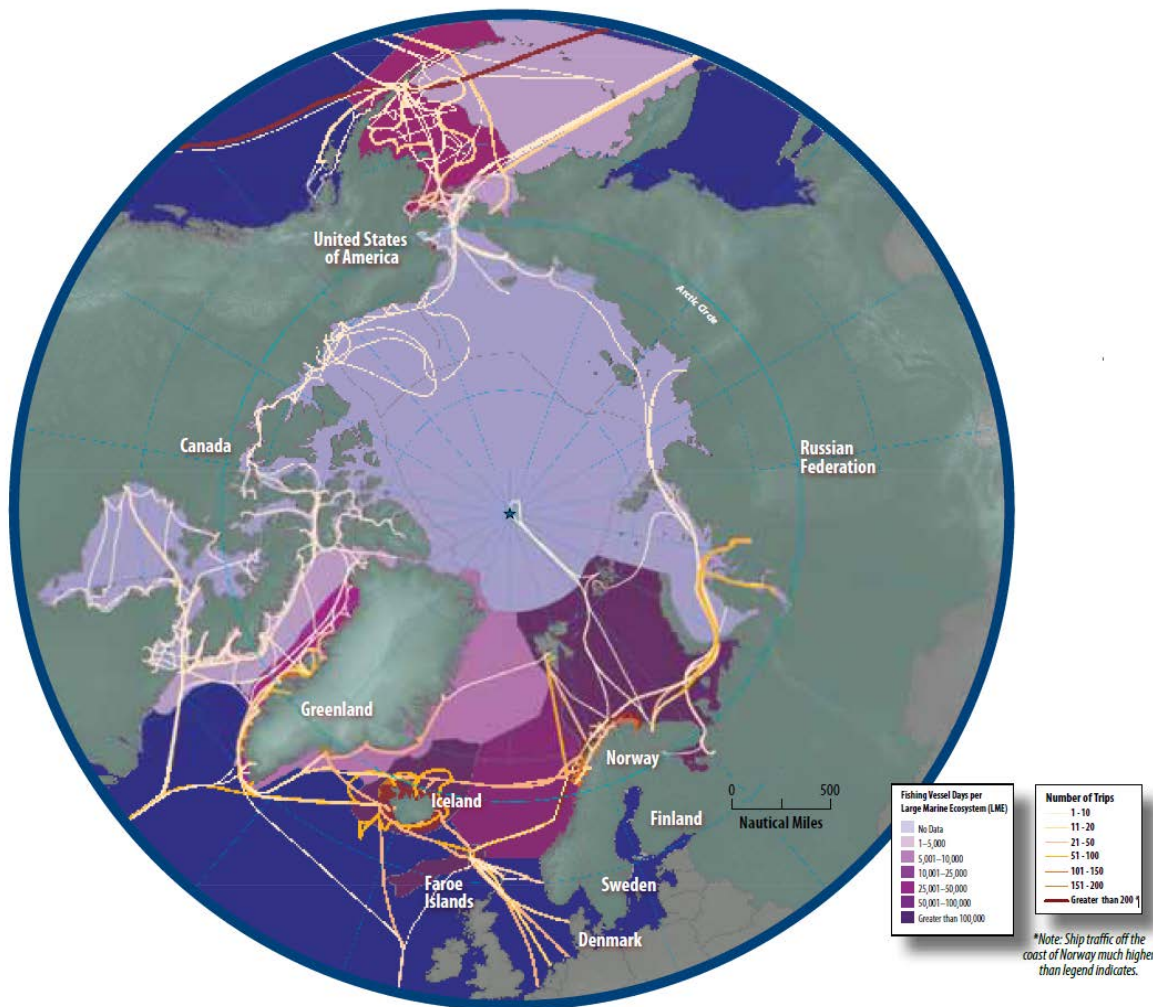 United States
of America
Arctic Circle
Canada
Russian
Federation
Greenland
Norway
Iceland
0 500
Nautical Miles
Finland
Faroe
Islands
Sweden
Denmark
Fishing Vessel Days per
Large Marine Ecosystem (LME)
No Data
1–5,000
5,001–10,000
10,001–25,000
25,001–50,000
50,001–100,000
Greater than 100,000
Number of Trips
1 - 10
11 - 20
21 - 50
51 - 100
101 - 150
151 - 200
Greater than 200
*Note: Ship traffic off the
coast of Norway much higher
than legend indicates.